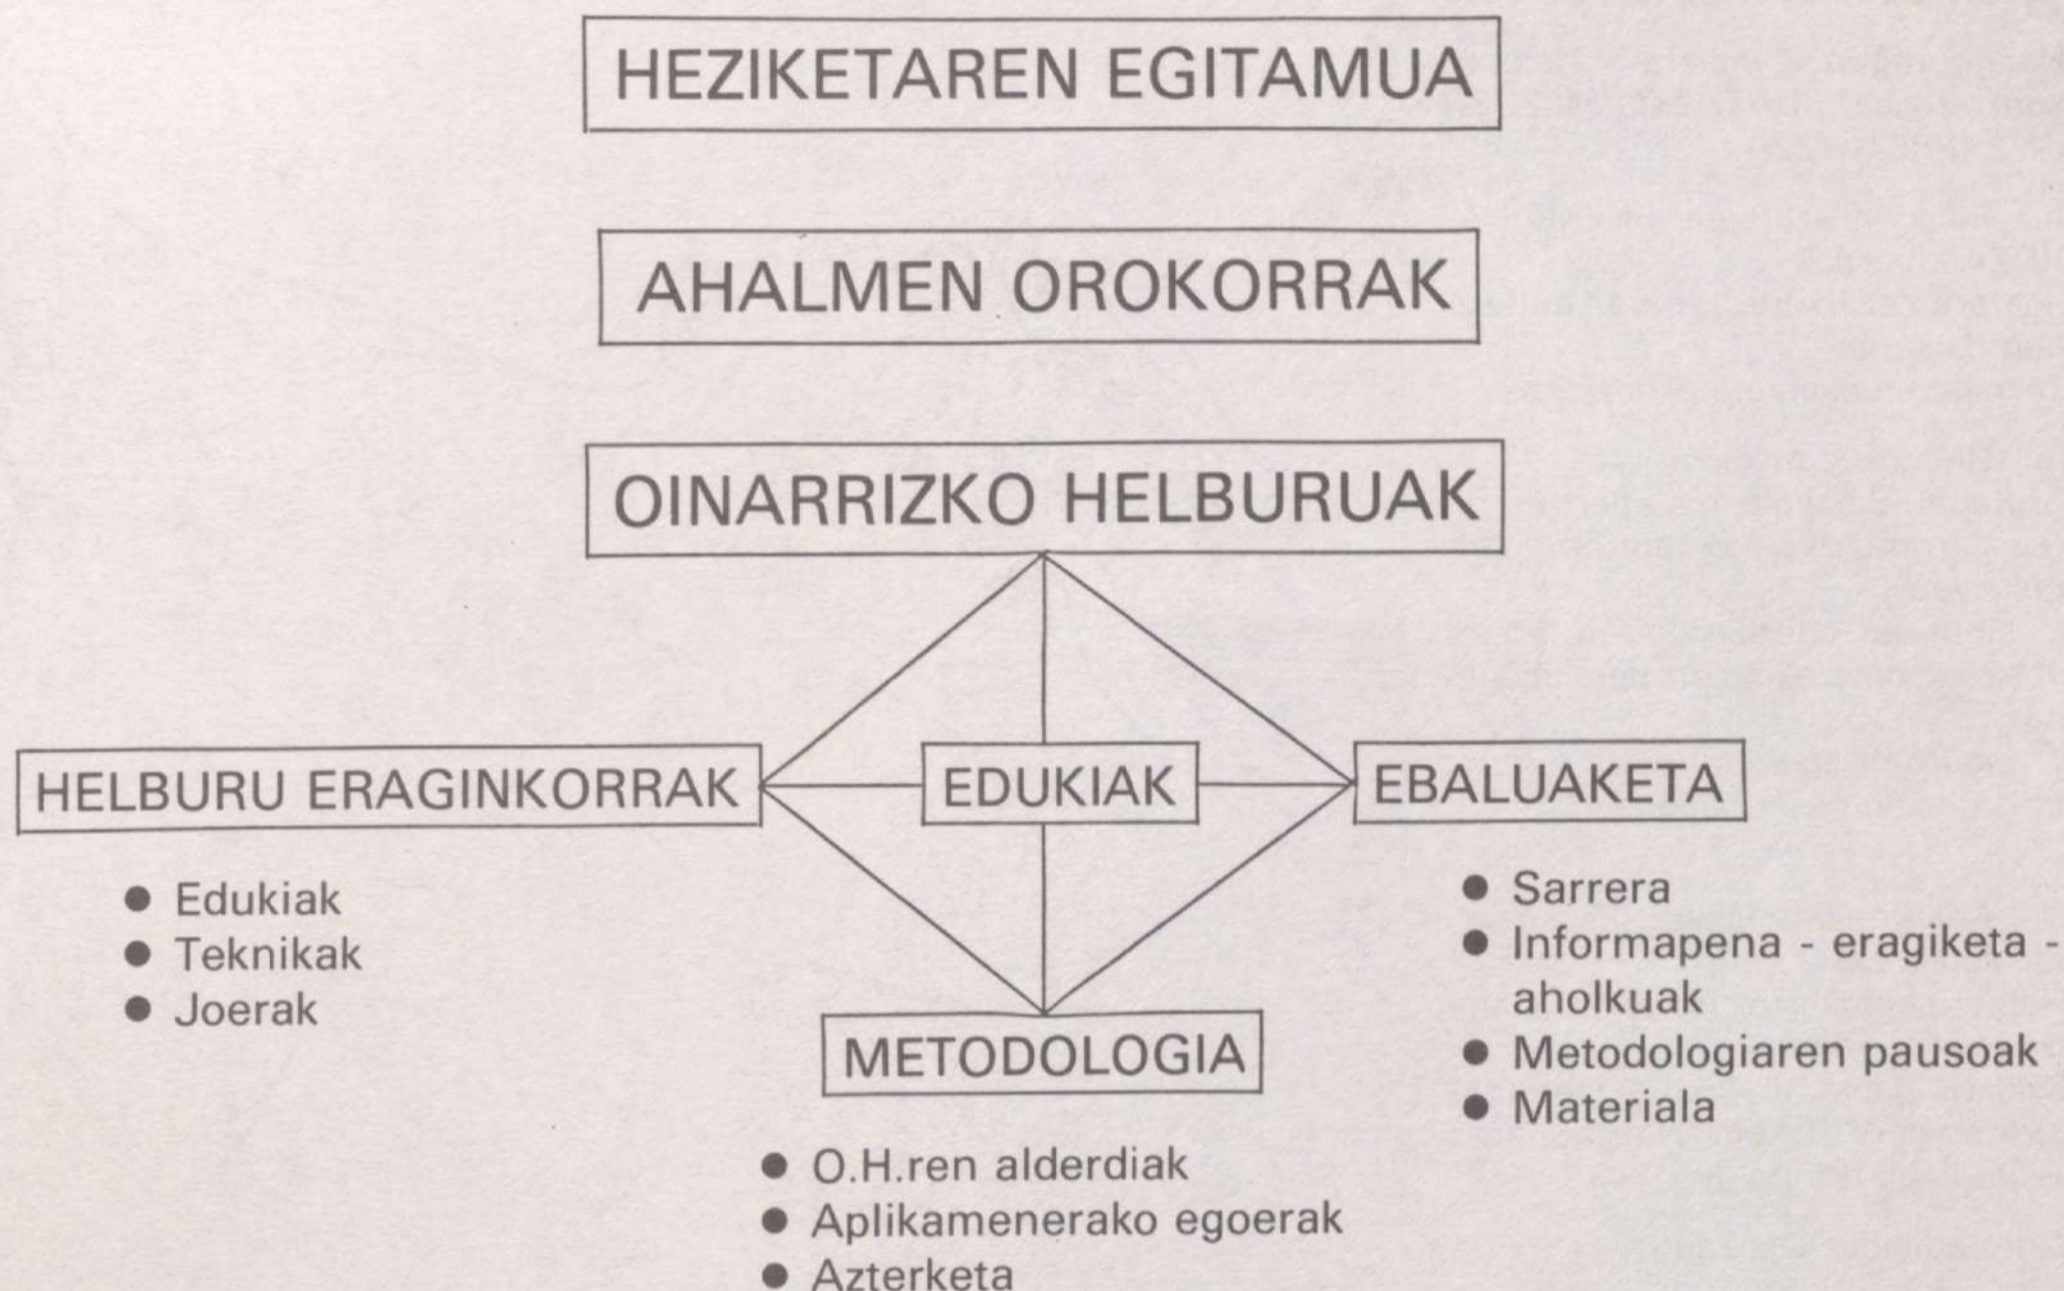 HEZIKETAREN EGITAMUA
AHALMEN OROKORRAK
OINARRIZKO HELBURUAK
HELBURU ERAGINKORRAK
● Edukiak
● Teknikak
● Joerak
EDUKIAK
EBALUAKETA
● Sarrera
● Informapena - eragiketa -
aholkuak
● Metodologiaren pausoak
● Materiala
METODOLOGIA
● O.H.ren alderdiak
● Aplikamenerako egoerak
● Azterketa